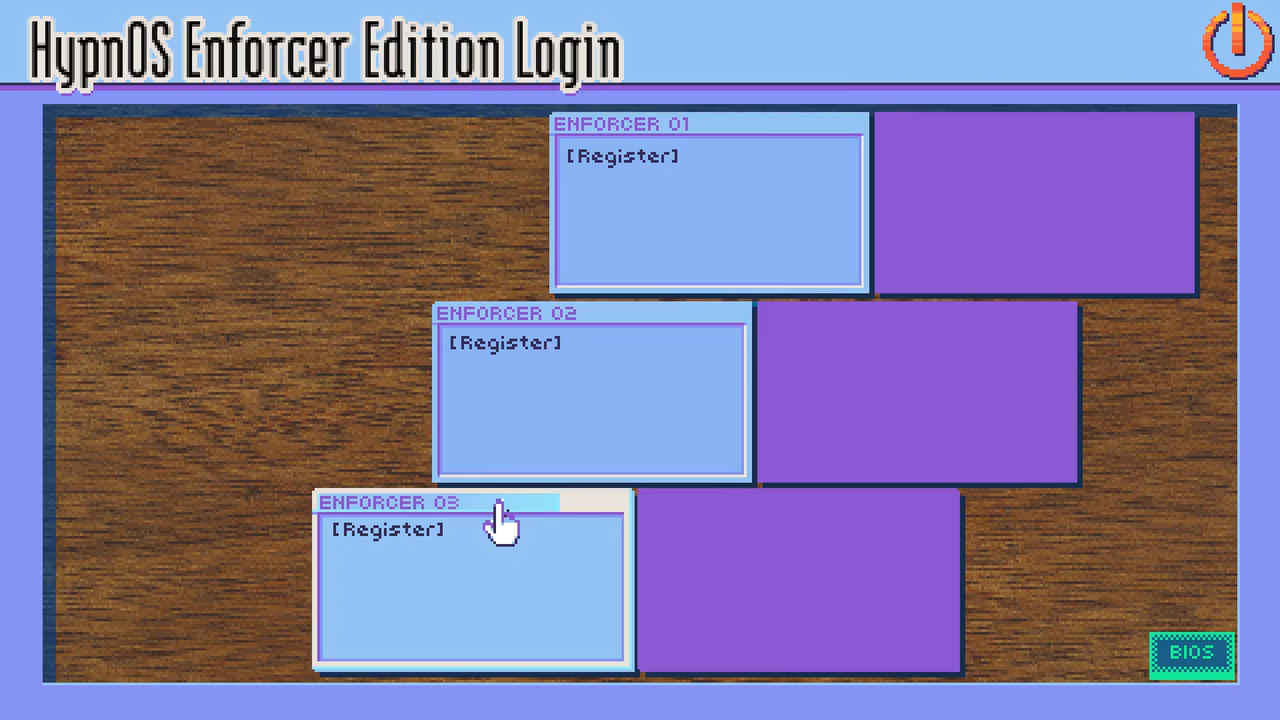 HypnOS Enforcer Edition Login
ENFORCER 01
[Register]
ENFORCER 02
[Register]
ENFORCER 03
[Register]
BIOS